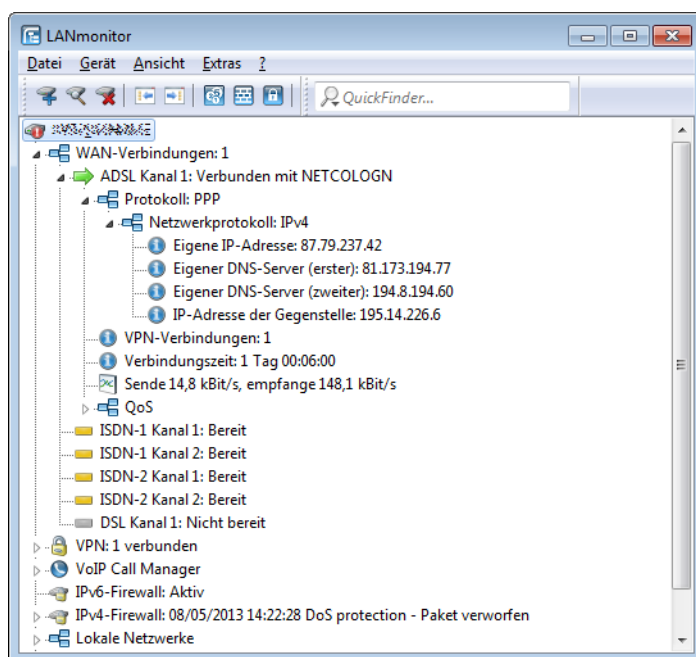 LANmonitor
Datei Gerät Ansicht Extras ?
QuickFinder...
WAN-Verbindungen: 1
ADSL Kanal 1: Verbunden mit NETCOLOGN
Protokoll: PPP
Netzwerkprotokoll: IPv4
Eigene IP-Adresse: 87.79.237.42
Eigener DNS-Server (erster): 81.173.194.77
Eigener DNS-Server (zweiter): 194.8.194.60
IP-Adresse der Gegenstelle: 195.14.226.6
VPN-Verbindungen: 1
Verbindungszeit: 1 Tag 00:06:00
Sende 14,8 kBit/s, empfange 148,1 kBit/s
QoS
ISDN-1 Kanal 1: Bereit
ISDN-1 Kanal 2: Bereit
ISDN-2 Kanal 1: Bereit
ISDN-2 Kanal 2: Bereit
DSL Kanal 1: Nicht bereit
VPN: 1 verbunden
VoIP Call Manager
IPv6-Firewall: Aktiv
IPv4-Firewall: 08/05/2013 14:22:28 DoS protection - Paket verworfen
Lokale Netzwerke